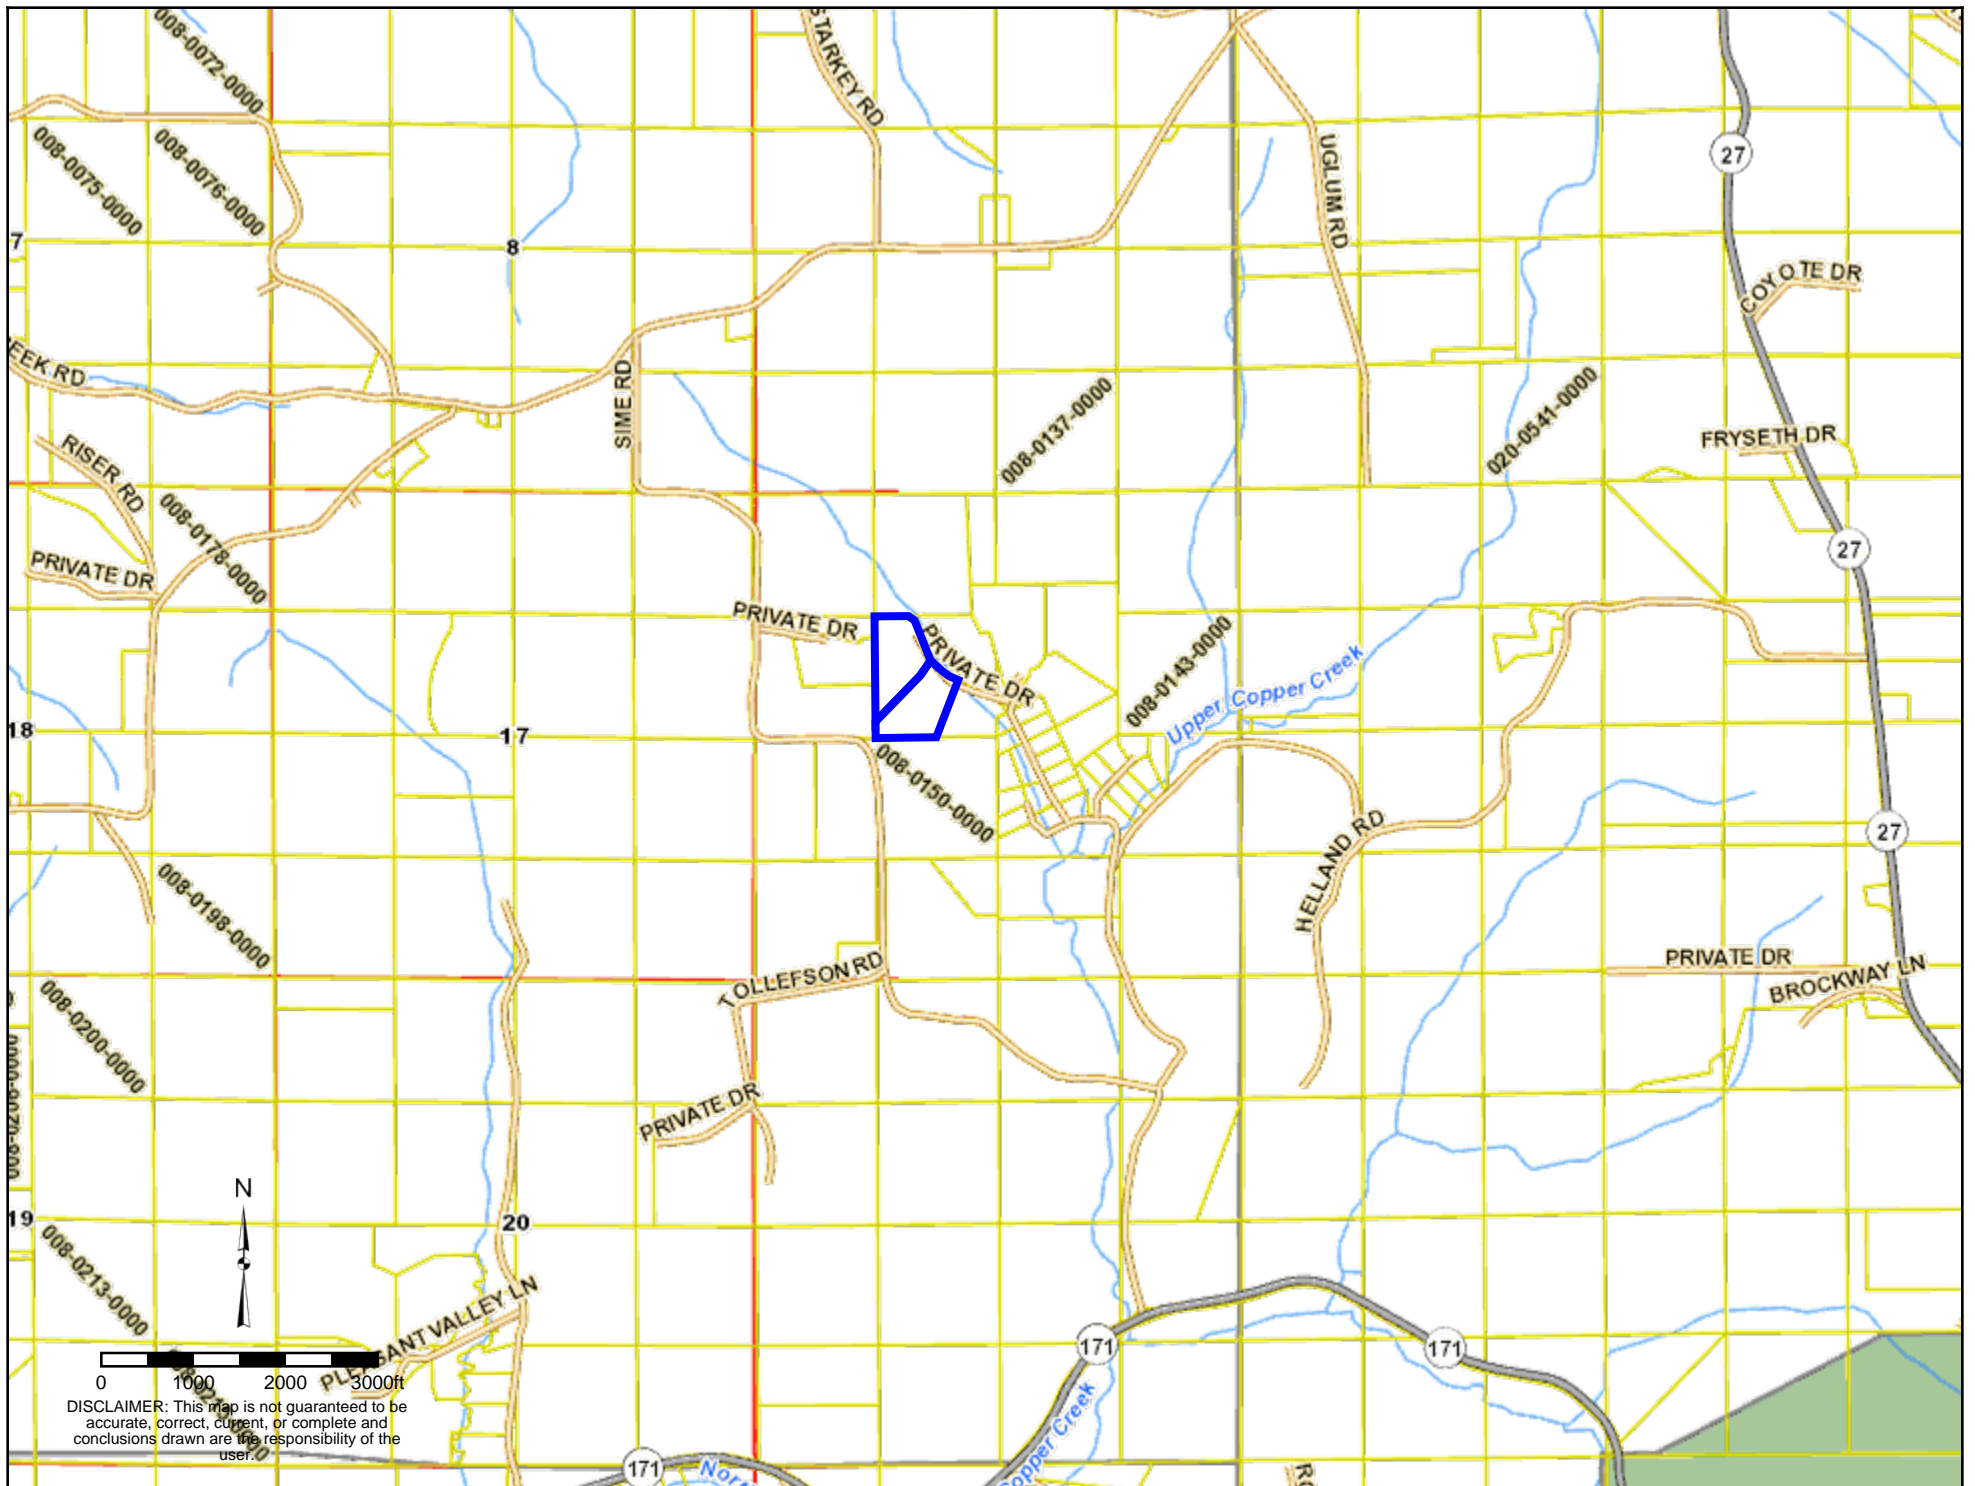 008-0072-0000
STARKEY RD
27
008-0075-0000
008-0076-0000
UGLUM RD
7
8
COYOTE DR
EEK RD
SIME RD
008-0137-0000
020-0541-0000
FRYSETH DR
RISER RD
008-0178-0000
27
PRIVATE DR
PRIVATE DR
PRIVATE DR
008-0143-0000
Upper Copper Creek
18
17
008-0150-0000
27
HELLAND RD
008-0198-0000
PRIVATE DR
TOLLEFSON RD
BROCKWAY LN
008-0200-0000
PRIVATE DR
N
19
20
008-0213-0000
PLEASANT VALLEY LN
171
171
0 1000 2000 3000ft
DISCLAIMER: This map is not guaranteed to be
accurate, correct, current, or complete and
conclusions drawn are the responsibility of the
user.
Copper Creek
171
Nor